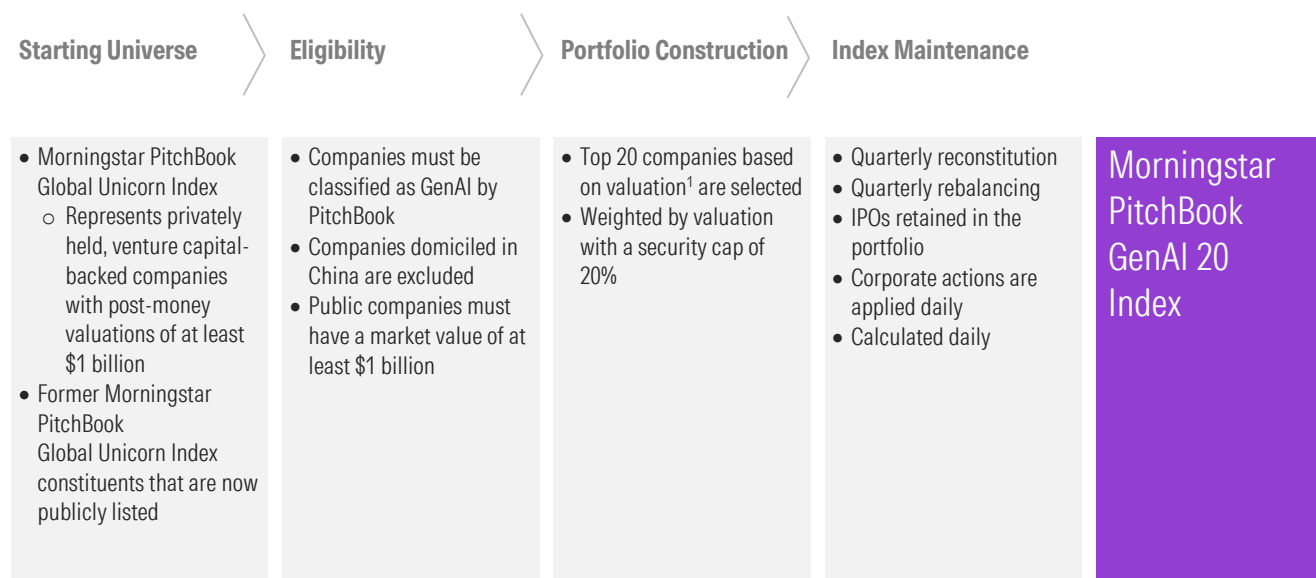 Starting Universe
Eligibility
Portfolio Construction
Index Maintenance
• Morningstar PitchBook
Global Unicorn Index
o Represents privately
held, venture capital-
backed companies
with post-money
valuations of at least
$1 billion
• Former Morningstar
PitchBook
Global Unicorn Index
constituents that are now
publicly listed
• Companies must be
classified as GenAI by
PitchBook
• Companies domiciled in
China are excluded
• Public companies must
have a market value of at
least $1 billion
• Top 20 companies based
on valuation¹ are selected
• Weighted by valuation
with a security cap of
20%
• Quarterly reconstitution
• Quarterly rebalancing
• IPOs retained in the
portfolio
• Corporate actions are
applied daily
• Calculated daily
Morningstar
PitchBook
GenAI 20
Index